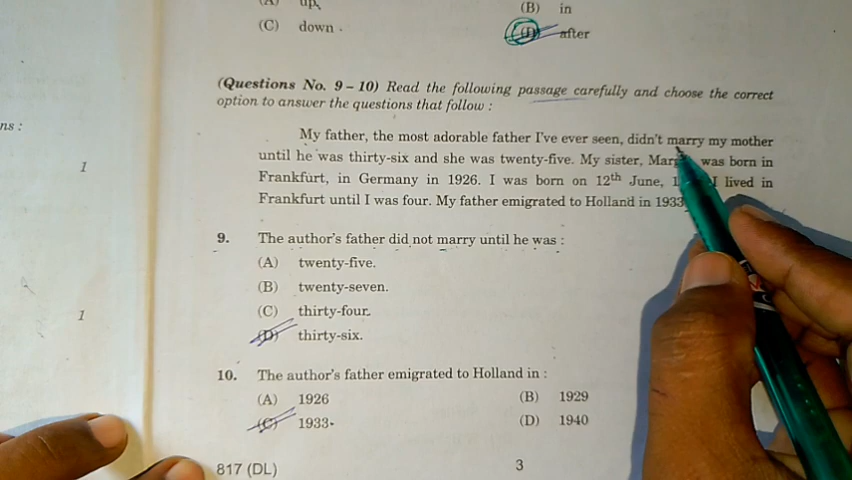 (A) up,
(B) in
(C) down .
(D) after
(Questions No. 9 – 10) Read the following passage carefully and choose the correct
option to answer the questions that follow :
ns :
My father, the most adorable father I've ever seen, didn't marry my mother
until he was thirty-six and she was twenty-five. My sister, was born in
1
Frankfurt, in Germany in 1926. I was born on 12th June, I lived in
Frankfurt until I was four. My father emigrated to Holland in 1933
9. The author's father did not marry until he was :
(A) twenty-five.
(B) twenty-seven.
1
(C) thirty-four.
(D) thirty-six.
10. The author's father emigrated to Holland in :
(A) 1926
(B) 1929
(C) 1933
(D) 1940
817 (DL)
3